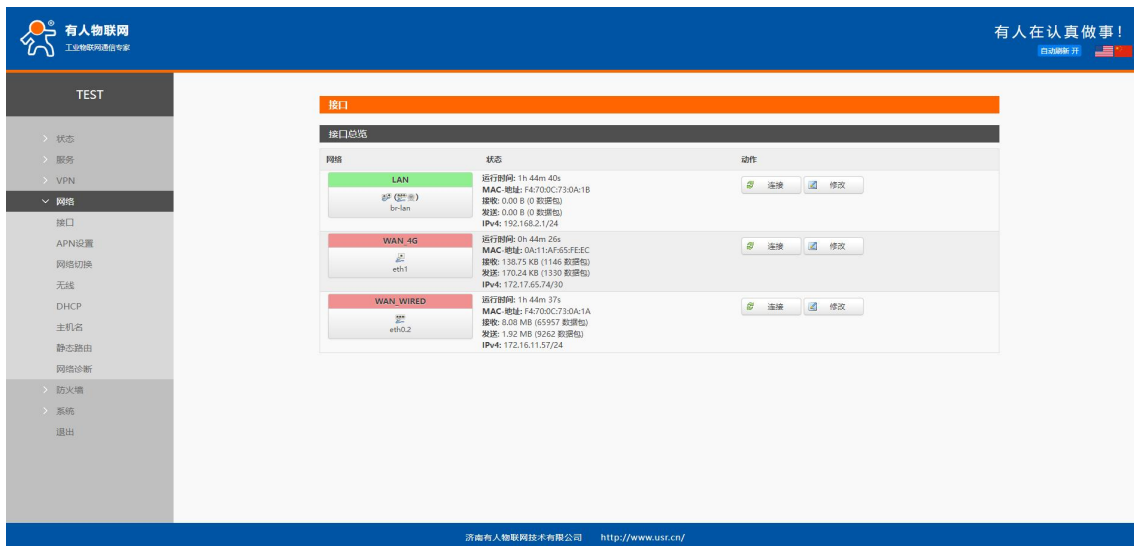 有人物联网
工业物联网通信专家
有人在认真做事!
自动刷新 开
TEST
状态
服务
VPN
网络
接口
APN设置
网络切换
无线
DHCP
主机名
静态路由
网络诊断
防火墙
系统
退出
接口
接口总览
网络 状态 动作
LAN
br-lan
运行时间: 1h 44m 40s
MAC-地址: F4:70:0C:73:0A:1B
接收: 0.00 B (0 数据包)
发送: 0.00 B (0 数据包)
IPv4: 192.168.2.1/24
连接 修改
WAN_4G
eth1
运行时间: 0h 44m 26s
MAC-地址: 0A:11:AF:65:FE:EC
接收: 138.75 KB (1146 数据包)
发送: 170.24 KB (1330 数据包)
IPv4: 172.17.65.74/30
连接 修改
WAN_WIRED
eth0.2
运行时间: 1h 44m 37s
MAC-地址: F4:70:0C:73:0A:1A
接收: 8.08 MB (65957 数据包)
发送: 1.92 MB (9262 数据包)
IPv4: 172.16.11.57/24
连接 修改
济南有人物联网技术有限公司 http://www.usr.cn/